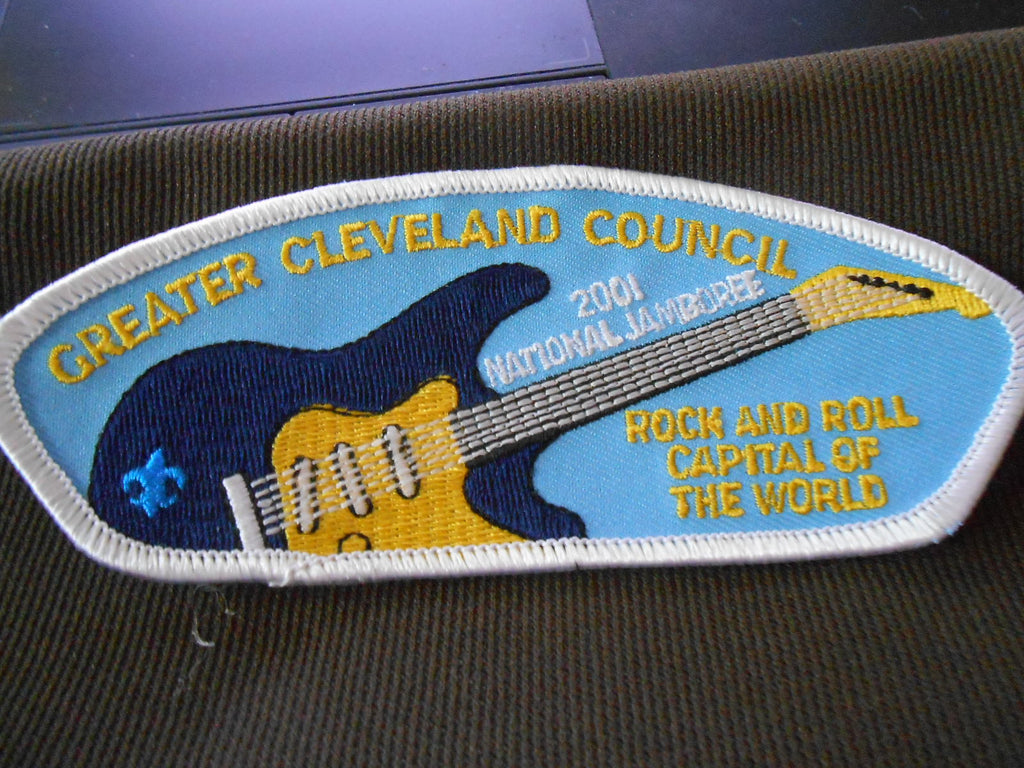 GREATER CLEVELAND COUNCIL
2001
NATIONAL JAMBOREE
ROCK AND ROLL
CAPITAL OF
THE WORLD